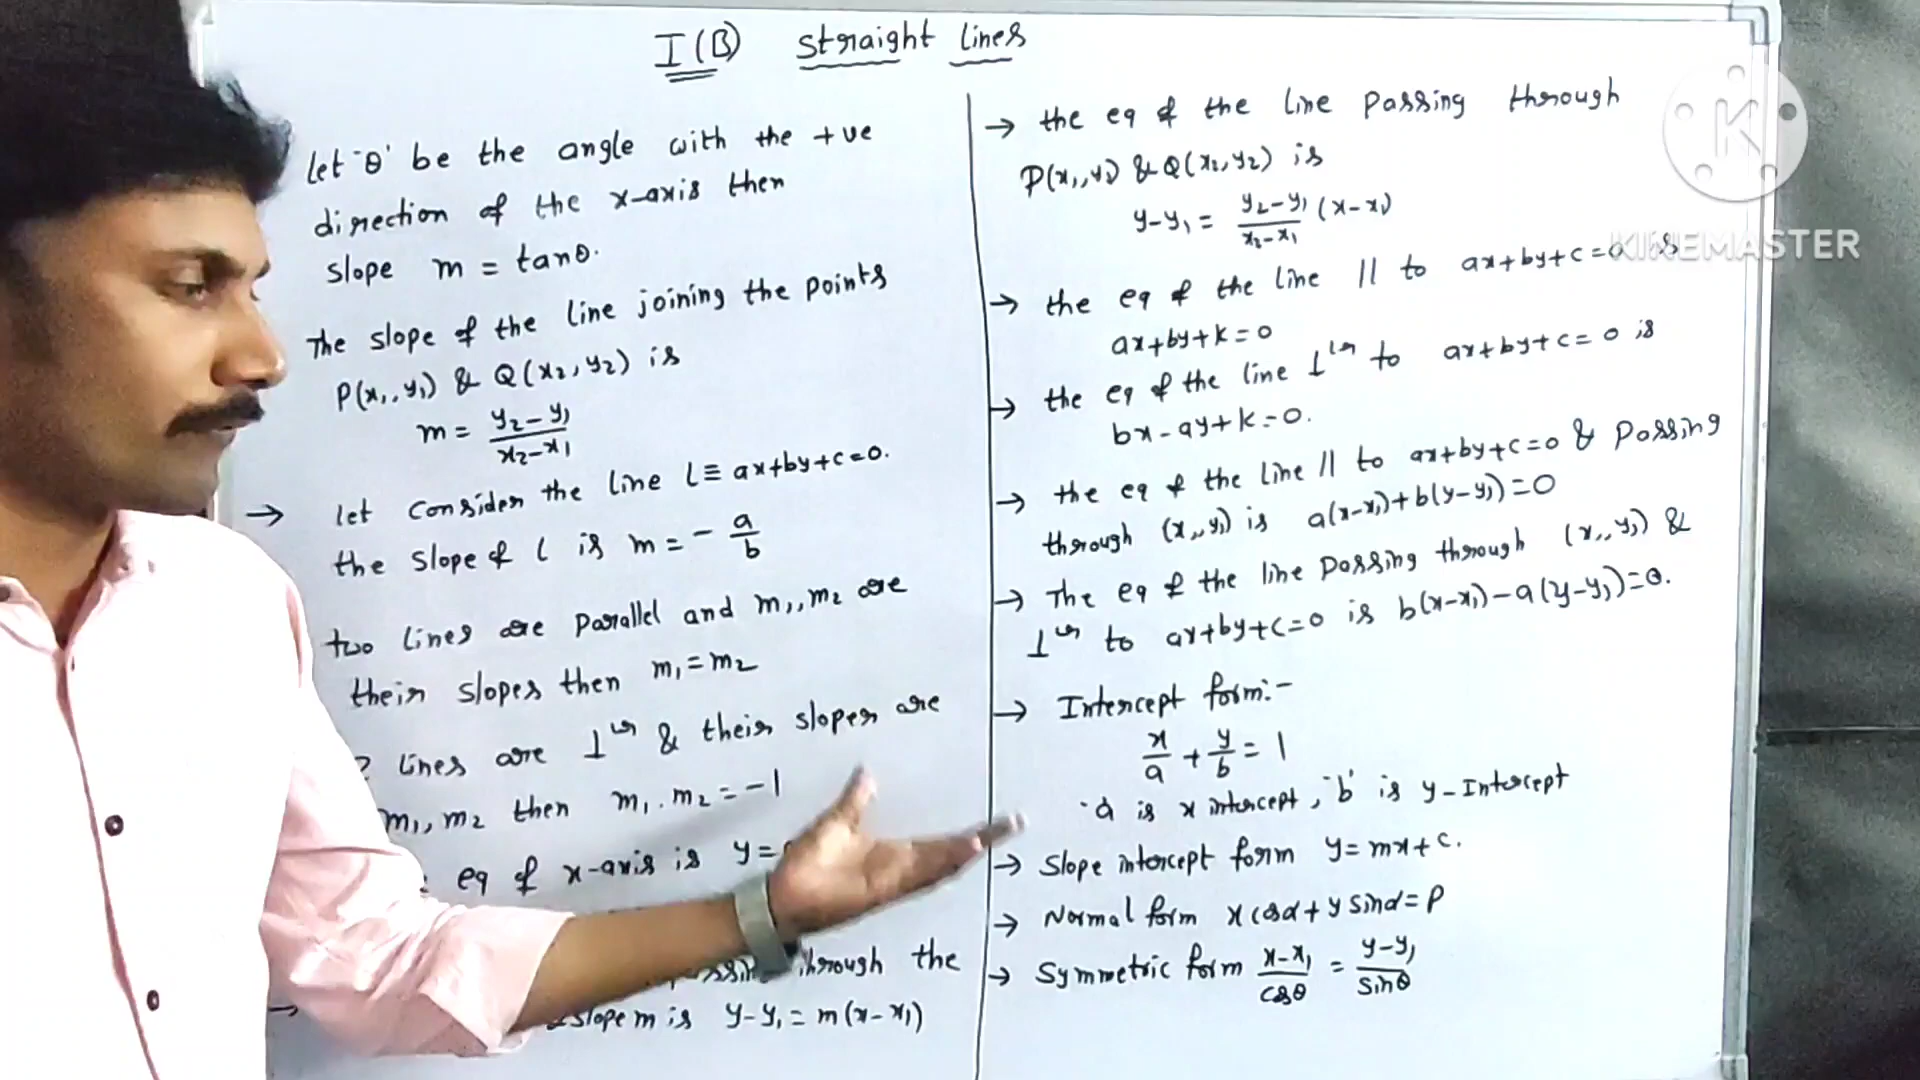 I(B) Straight Lines
Let 'θ' be the angle with the +ve
direction of the x-axis then
slope m = tanθ.
The slope of the line joining the points
P(x₁, y₁) & Q(x₂, y₂) is
m = (y₂-y₁)/(x₂-x₁)
→ Let consider the line L ≡ ax+by+c=0.
the slope of L is m = - a/b
two lines are parallel and m₁, m₂ are
their slopes then m₁ = m₂
lines are ⊥ˡᵃʳ & their slopes are
m₁, m₂ then m₁ . m₂ = -1
eq of x-axis is y =
through the
slope m is y-y₁ = m(x-x₁)
→ the eq of the line passing through
P(x₁, y₁) & Q(x₂, y₂) is
y-y₁ = (y₂-y₁)/(x₂-x₁) (x-x₁)
→ the eq of the line // to ax+by+c=0 is
ax+by+k=0
→ the eq of the line ⊥ˡᵃʳ to ax+by+c=0 is
bx-ay+k=0.
→ the eq of the line // to ax+by+c=0 & passing
through (x₁, y₁) is a(x-x₁)+b(y-y₁)=0
→ The eq of the line passing through (x₁, y₁) &
⊥ˡᵃʳ to ax+by+c=0 is b(x-x₁)-a(y-y₁)=0.
→ Intercept form:-
x/a + y/b = 1
'a is x intercept, 'b' is y-Intercept
→ Slope intercept form y=mx+c.
→ Normal form x cosα + y sinα = P
→ Symmetric form (x-x₁)/cosθ = (y-y₁)/sinθ
K
KINEMASTER